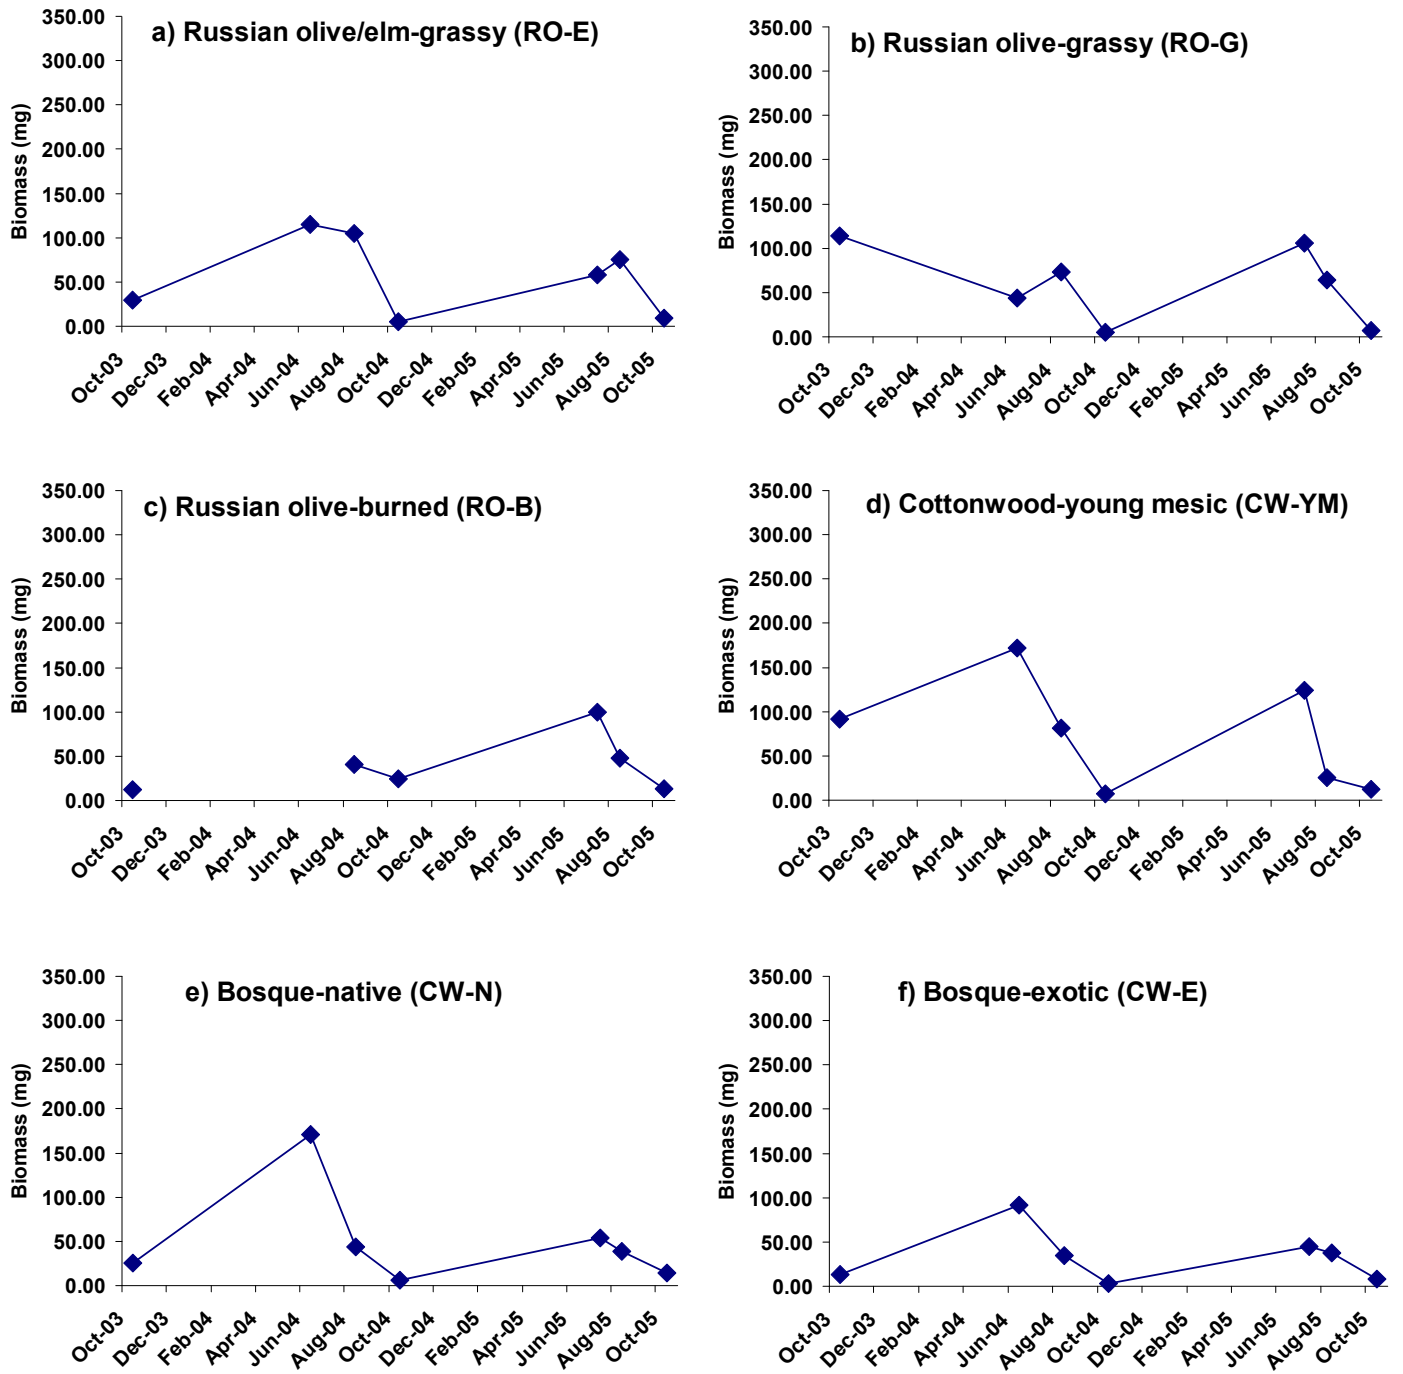 a) Russian olive/elm-grassy (RO-E)
Biomass (mg)
350.00
300.00
250.00
200.00
150.00
100.00
50.00
0.00
Oct-03
Dec-03
Feb-04
Apr-04
Jun-04
Aug-04
Oct-04
Dec-04
Feb-05
Apr-05
Jun-05
Aug-05
Oct-05
b) Russian olive-grassy (RO-G)
Biomass (mg)
350.00
300.00
250.00
200.00
150.00
100.00
50.00
0.00
Oct-03
Dec-03
Feb-04
Apr-04
Jun-04
Aug-04
Oct-04
Dec-04
Feb-05
Apr-05
Jun-05
Aug-05
Oct-05
c) Russian olive-burned (RO-B)
Biomass (mg)
350.00
300.00
250.00
200.00
150.00
100.00
50.00
0.00
Oct-03
Dec-03
Feb-04
Apr-04
Jun-04
Aug-04
Oct-04
Dec-04
Feb-05
Apr-05
Jun-05
Aug-05
Oct-05
d) Cottonwood-young mesic (CW-YM)
Biomass (mg)
350.00
300.00
250.00
200.00
150.00
100.00
50.00
0.00
Oct-03
Dec-03
Feb-04
Apr-04
Jun-04
Aug-04
Oct-04
Dec-04
Feb-05
Apr-05
Jun-05
Aug-05
Oct-05
e) Bosque-native (CW-N)
Biomass (mg)
350.00
300.00
250.00
200.00
150.00
100.00
50.00
0.00
Oct-03
Dec-03
Feb-04
Apr-04
Jun-04
Aug-04
Oct-04
Dec-04
Feb-05
Apr-05
Jun-05
Aug-05
Oct-05
f) Bosque-exotic (CW-E)
Biomass (mg)
350.00
300.00
250.00
200.00
150.00
100.00
50.00
0.00
Oct-03
Dec-03
Feb-04
Apr-04
Jun-04
Aug-04
Oct-04
Dec-04
Feb-05
Apr-05
Jun-05
Aug-05
Oct-05